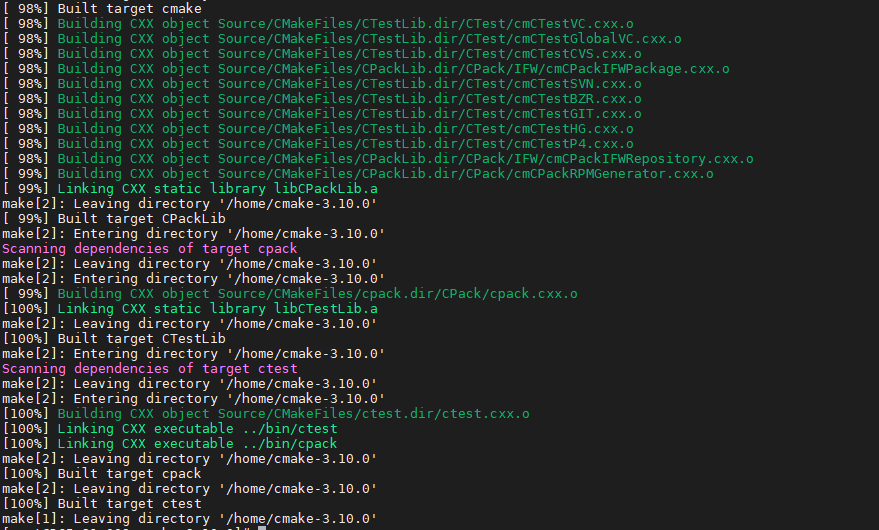 [ 98%] Built target cmake
[ 98%] Building CXX object Source/CMakeFiles/CTestLib.dir/CTest/cmCTestVC.cxx.o
[ 98%] Building CXX object Source/CMakeFiles/CTestLib.dir/CTest/cmCTestGlobalVC.cxx.o
[ 98%] Building CXX object Source/CMakeFiles/CTestLib.dir/CTest/cmCTestCVS.cxx.o
[ 98%] Building CXX object Source/CMakeFiles/CPackLib.dir/CPack/IFW/cmCPackIFWPackage.cxx.o
[ 98%] Building CXX object Source/CMakeFiles/CTestLib.dir/CTest/cmCTestSVN.cxx.o
[ 98%] Building CXX object Source/CMakeFiles/CTestLib.dir/CTest/cmCTestBZR.cxx.o
[ 98%] Building CXX object Source/CMakeFiles/CTestLib.dir/CTest/cmCTestGIT.cxx.o
[ 98%] Building CXX object Source/CMakeFiles/CTestLib.dir/CTest/cmCTestHG.cxx.o
[ 98%] Building CXX object Source/CMakeFiles/CTestLib.dir/CTest/cmCTestP4.cxx.o
[ 98%] Building CXX object Source/CMakeFiles/CPackLib.dir/CPack/IFW/cmCPackIFWRepository.cxx.o
[ 99%] Building CXX object Source/CMakeFiles/CPackLib.dir/CPack/cmCPackRPMGenerator.cxx.o
[ 99%] Linking CXX static library libCPackLib.a
make[2]: Leaving directory '/home/cmake-3.10.0'
[ 99%] Built target CPackLib
make[2]: Entering directory '/home/cmake-3.10.0'
Scanning dependencies of target cpack
make[2]: Leaving directory '/home/cmake-3.10.0'
make[2]: Entering directory '/home/cmake-3.10.0'
[ 99%] Building CXX object Source/CMakeFiles/cpack.dir/CPack/cpack.cxx.o
[100%] Linking CXX static library libCTestLib.a
make[2]: Leaving directory '/home/cmake-3.10.0'
[100%] Built target CTestLib
make[2]: Entering directory '/home/cmake-3.10.0'
Scanning dependencies of target ctest
make[2]: Leaving directory '/home/cmake-3.10.0'
make[2]: Entering directory '/home/cmake-3.10.0'
[100%] Building CXX object Source/CMakeFiles/ctest.dir/ctest.cxx.o
[100%] Linking CXX executable ../bin/ctest
[100%] Linking CXX executable ../bin/cpack
make[2]: Leaving directory '/home/cmake-3.10.0'
[100%] Built target cpack
make[2]: Leaving directory '/home/cmake-3.10.0'
[100%] Built target ctest
make[1]: Leaving directory '/home/cmake-3.10.0'